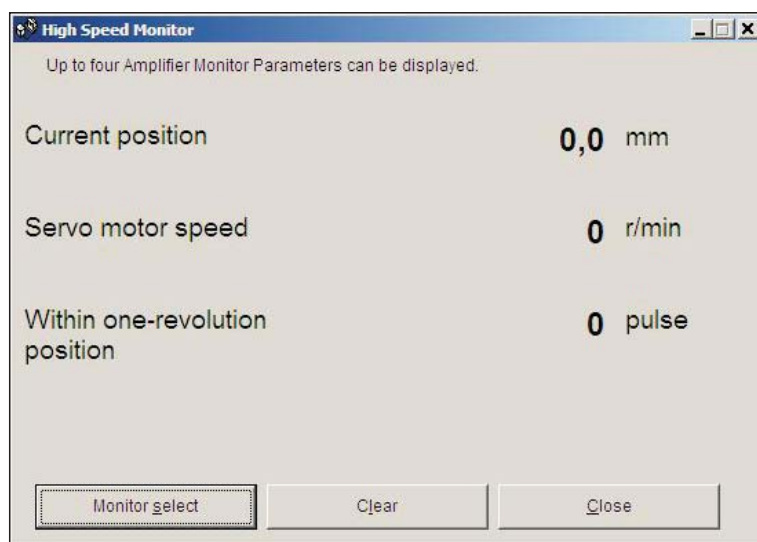 High Speed Monitor
Up to four Amplifier Monitor Parameters can be displayed.
Current position 0,0 mm
Servo motor speed 0 r/min
Within one-revolution 0 pulse
position
Monitor select Clear Close